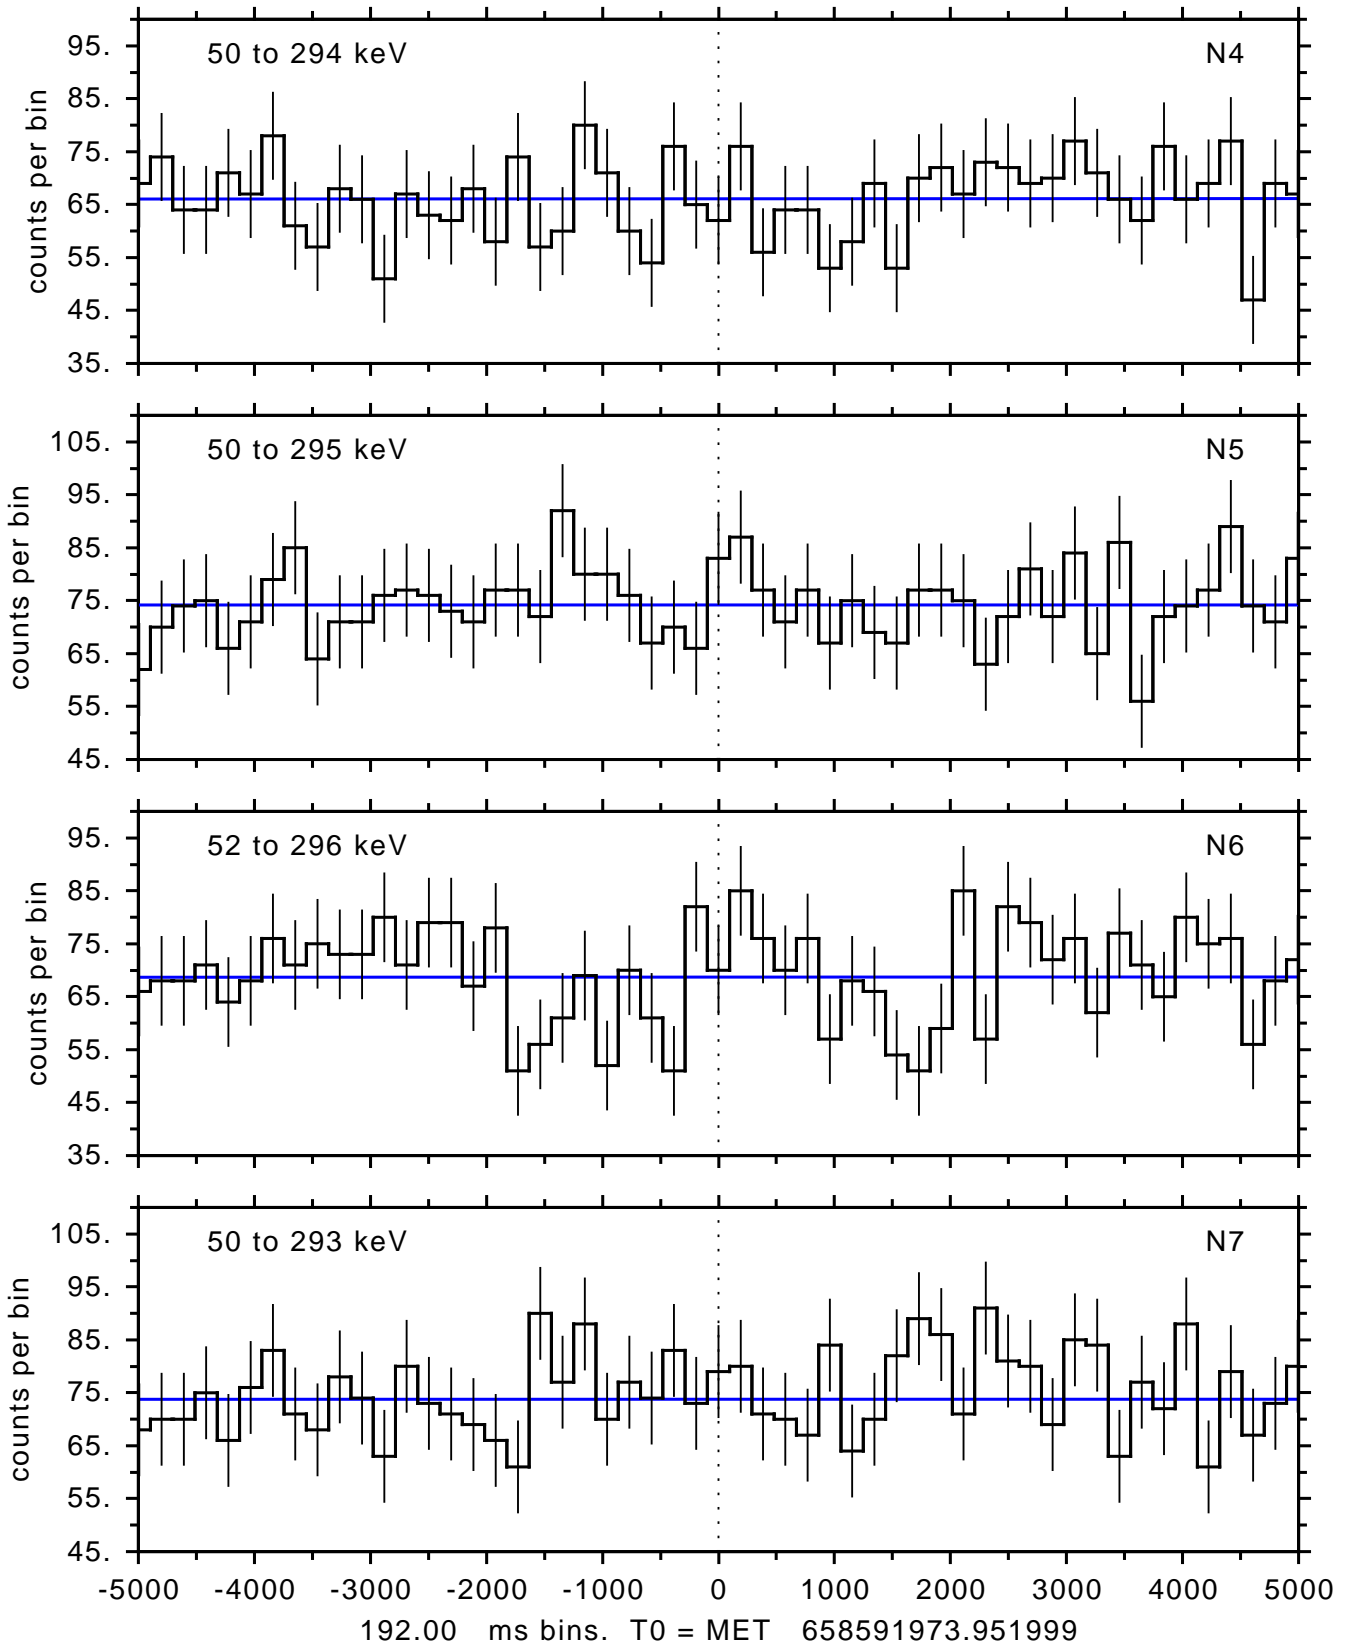 50 to 294 keV N4
95.
85.
75.
65.
55.
45.
35.
counts per bin
50 to 295 keV N5
105.
95.
85.
75.
65.
55.
45.
counts per bin
52 to 296 keV N6
95.
85.
75.
65.
55.
45.
35.
counts per bin
50 to 293 keV N7
105.
95.
85.
75.
65.
55.
45.
counts per bin
-5000 -4000 -3000 -2000 -1000 0 1000 2000 3000 4000 5000
192.00 ms bins. T0 = MET 658591973.951999